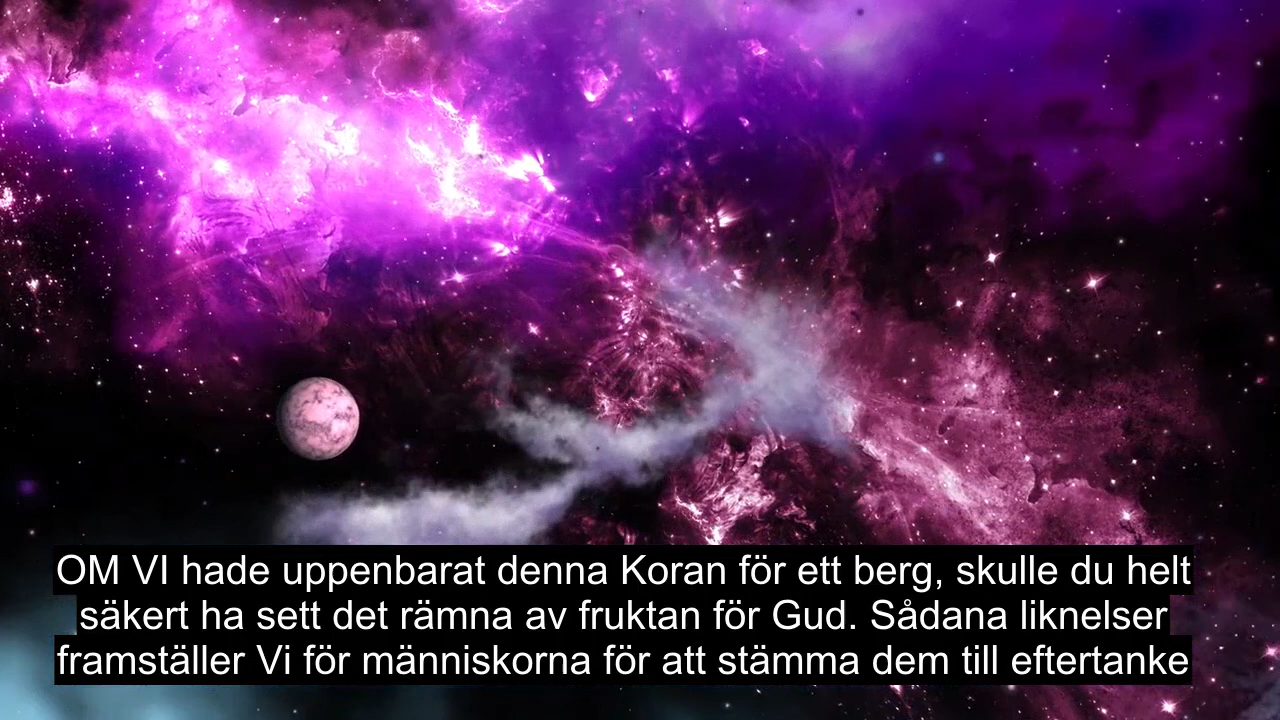 OM VI hade uppenbarat denna Koran för ett berg, skulle du helt
säkert ha sett det rämna av fruktan för Gud. Sådana liknelser
framställer Vi för människorna för att stämma dem till eftertanke